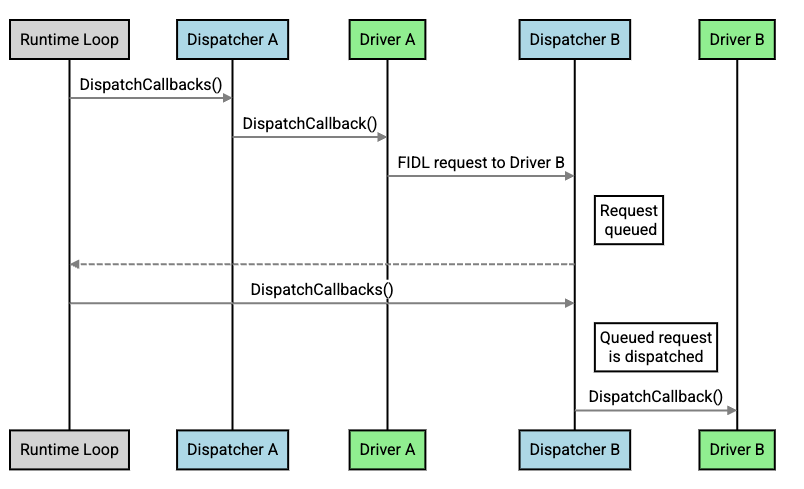 Runtime Loop
Dispatcher A
Driver A
Dispatcher B
Driver B
DispatchCallbacks()
DispatchCallback()
FIDL request to Driver B
Request
queued
DispatchCallbacks()
Queued request
is dispatched
DispatchCallback()
Runtime Loop
Dispatcher A
Driver A
Dispatcher B
Driver B